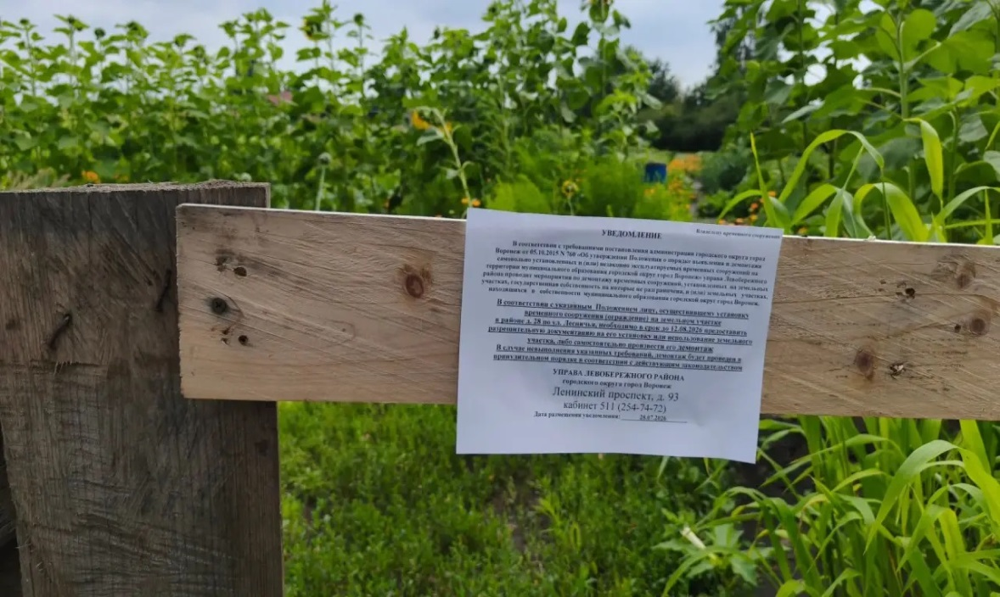 Владельцу временного сооружения
УВЕДОМЛЕНИЕ
В соответствии с требованиями постановления администрации городского округа город
Воронеж от 05.10.2015 N 760 «Об утверждении Положения о порядке выявления и демонтажа
самовольно установленных и (или) незаконно эксплуатируемых временных сооружений на
территории муниципального образования городской округ город Воронеж» управа Левобережного
района проводит мероприятия по демонтажу временных сооружений, установленных на земельных
участках, государственная собственность на которые не разграничена, и (или) земельных участках,
находящихся в собственности муниципального образования городской округ город Воронеж.
В соответствии с указанным Положением лицу, осуществившему установку
временного сооружения (ограждение) на земельном участке
в районе д. 28 по ул. Лесничья, необходимо в срок до 12.08.2026 предоставить
разрешительную документацию на его установку или использование земельного
участка, либо самостоятельно произвести его демонтаж
В случае невыполнения указанных требований, демонтаж будет проведен в
принудительном порядке в соответствии с действующим законодательством
УПРАВА ЛЕВОБЕРЕЖНОГО РАЙОНА
городского округа город Воронеж
Ленинский проспект, д. 93
кабинет 511 (254-74-72)
Дата размещения уведомления: 28.07.2026